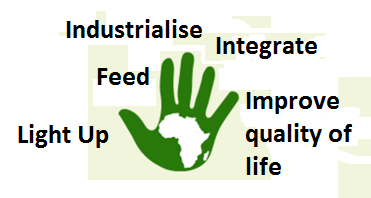 Industrialise
Integrate
Feed
Improve
quality of
life
Light Up